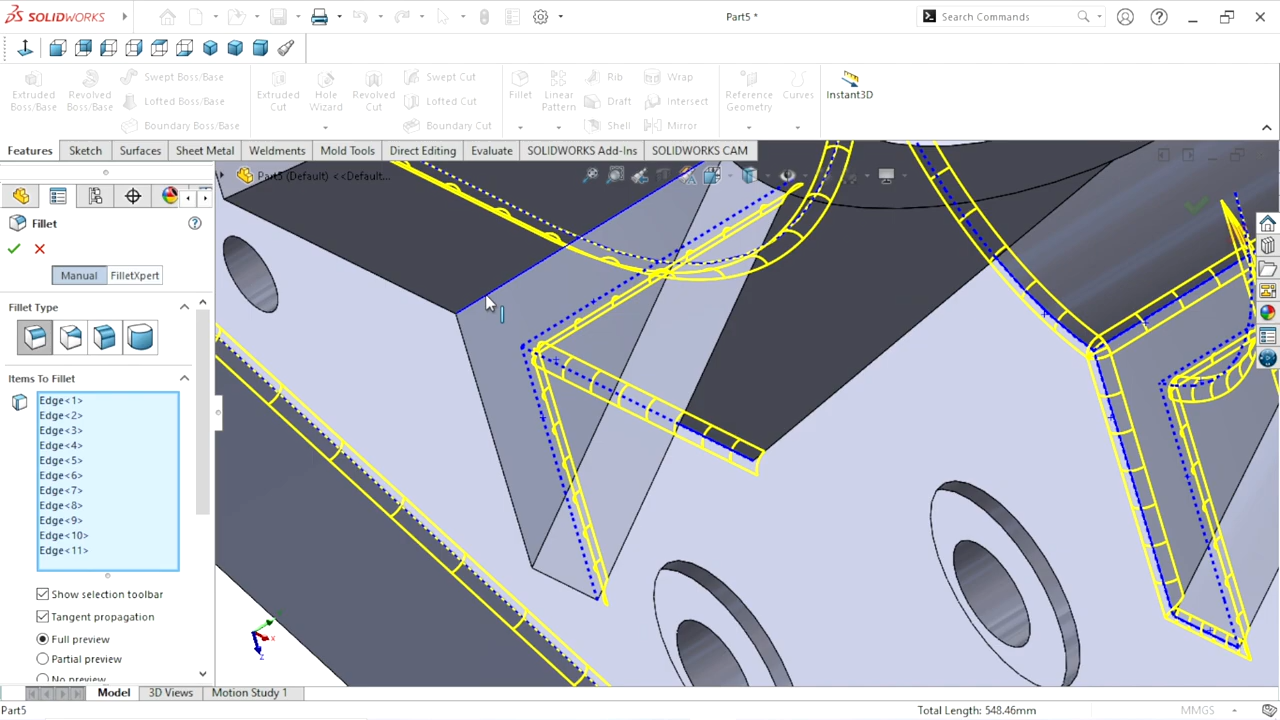 SOLIDWORKS
Part5 *
Search Commands
Extruded Boss/Base
Revolved Boss/Base
Swept Boss/Base
Lofted Boss/Base
Boundary Boss/Base
Extruded Cut
Hole Wizard
Revolved Cut
Swept Cut
Lofted Cut
Boundary Cut
Fillet
Linear Pattern
Rib
Draft
Shell
Wrap
Intersect
Mirror
Reference Geometry
Curves
Instant3D
Features
Sketch
Surfaces
Sheet Metal
Weldments
Mold Tools
Direct Editing
Evaluate
SOLIDWORKS Add-Ins
SOLIDWORKS CAM
Part5 (Default) <<Default...
Fillet
Manual
FilletXpert
Fillet Type
Items To Fillet
Edge<1>
Edge<2>
Edge<3>
Edge<4>
Edge<5>
Edge<6>
Edge<7>
Edge<8>
Edge<9>
Edge<10>
Edge<11>
Show selection toolbar
Tangent propagation
Full preview
Partial preview
No preview
Model
3D Views
Motion Study 1
Part5
Total Length: 548.46mm
MMGS